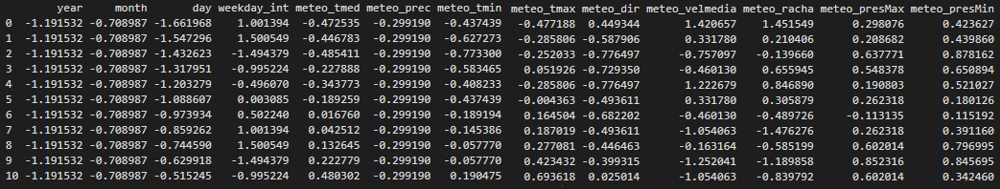 year month day weekday_int meteo_tmed meteo_prec meteo_tmin meteo_tmax meteo_dir meteo_velmedia meteo_racha meteo_presMax meteo_presMin
0 -1.191532 -0.708987 -1.661968 1.001394 -0.472535 -0.299190 -0.437439 -0.477188 0.449344 1.420657 1.451549 0.298076 0.423627
1 -1.191532 -0.708987 -1.547296 1.500549 -0.446783 -0.299190 -0.627273 -0.285806 -0.587906 0.331780 0.210406 0.208682 0.439860
2 -1.191532 -0.708987 -1.432623 -1.494379 -0.485411 -0.299190 -0.773300 -0.252033 -0.776497 -0.757097 -0.139660 0.637771 0.878162
3 -1.191532 -0.708987 -1.317951 -0.995224 -0.227888 -0.299190 -0.583465 0.051926 -0.729350 -0.460130 0.655945 0.548378 0.650894
4 -1.191532 -0.708987 -1.203279 -0.496070 -0.343773 -0.299190 -0.408233 -0.285806 -0.776497 1.222679 0.846890 0.190803 0.521027
5 -1.191532 -0.708987 -1.088607 0.003085 -0.189259 -0.299190 -0.437439 -0.004363 -0.493611 0.331780 0.305879 0.262318 0.180126
6 -1.191532 -0.708987 -0.973934 0.502240 0.016760 -0.299190 -0.189194 0.164504 -0.682202 -0.460130 -0.489726 -0.113135 0.115192
7 -1.191532 -0.708987 -0.859262 1.001394 0.042512 -0.299190 -0.145386 0.187019 -0.493611 -1.054063 -1.476276 0.262318 0.391160
8 -1.191532 -0.708987 -0.744590 1.500549 0.132645 -0.299190 -0.057770 0.277081 -0.446463 -0.163164 -0.585199 0.602014 0.796995
9 -1.191532 -0.708987 -0.629918 -1.494379 0.222779 -0.299190 -0.057770 0.423432 -0.399315 -1.252041 -1.189858 0.852316 0.845695
10 -1.191532 -0.708987 -0.515245 -0.995224 0.480302 -0.299190 0.190475 0.693618 0.025014 -1.054063 -0.839792 0.602014 0.342460